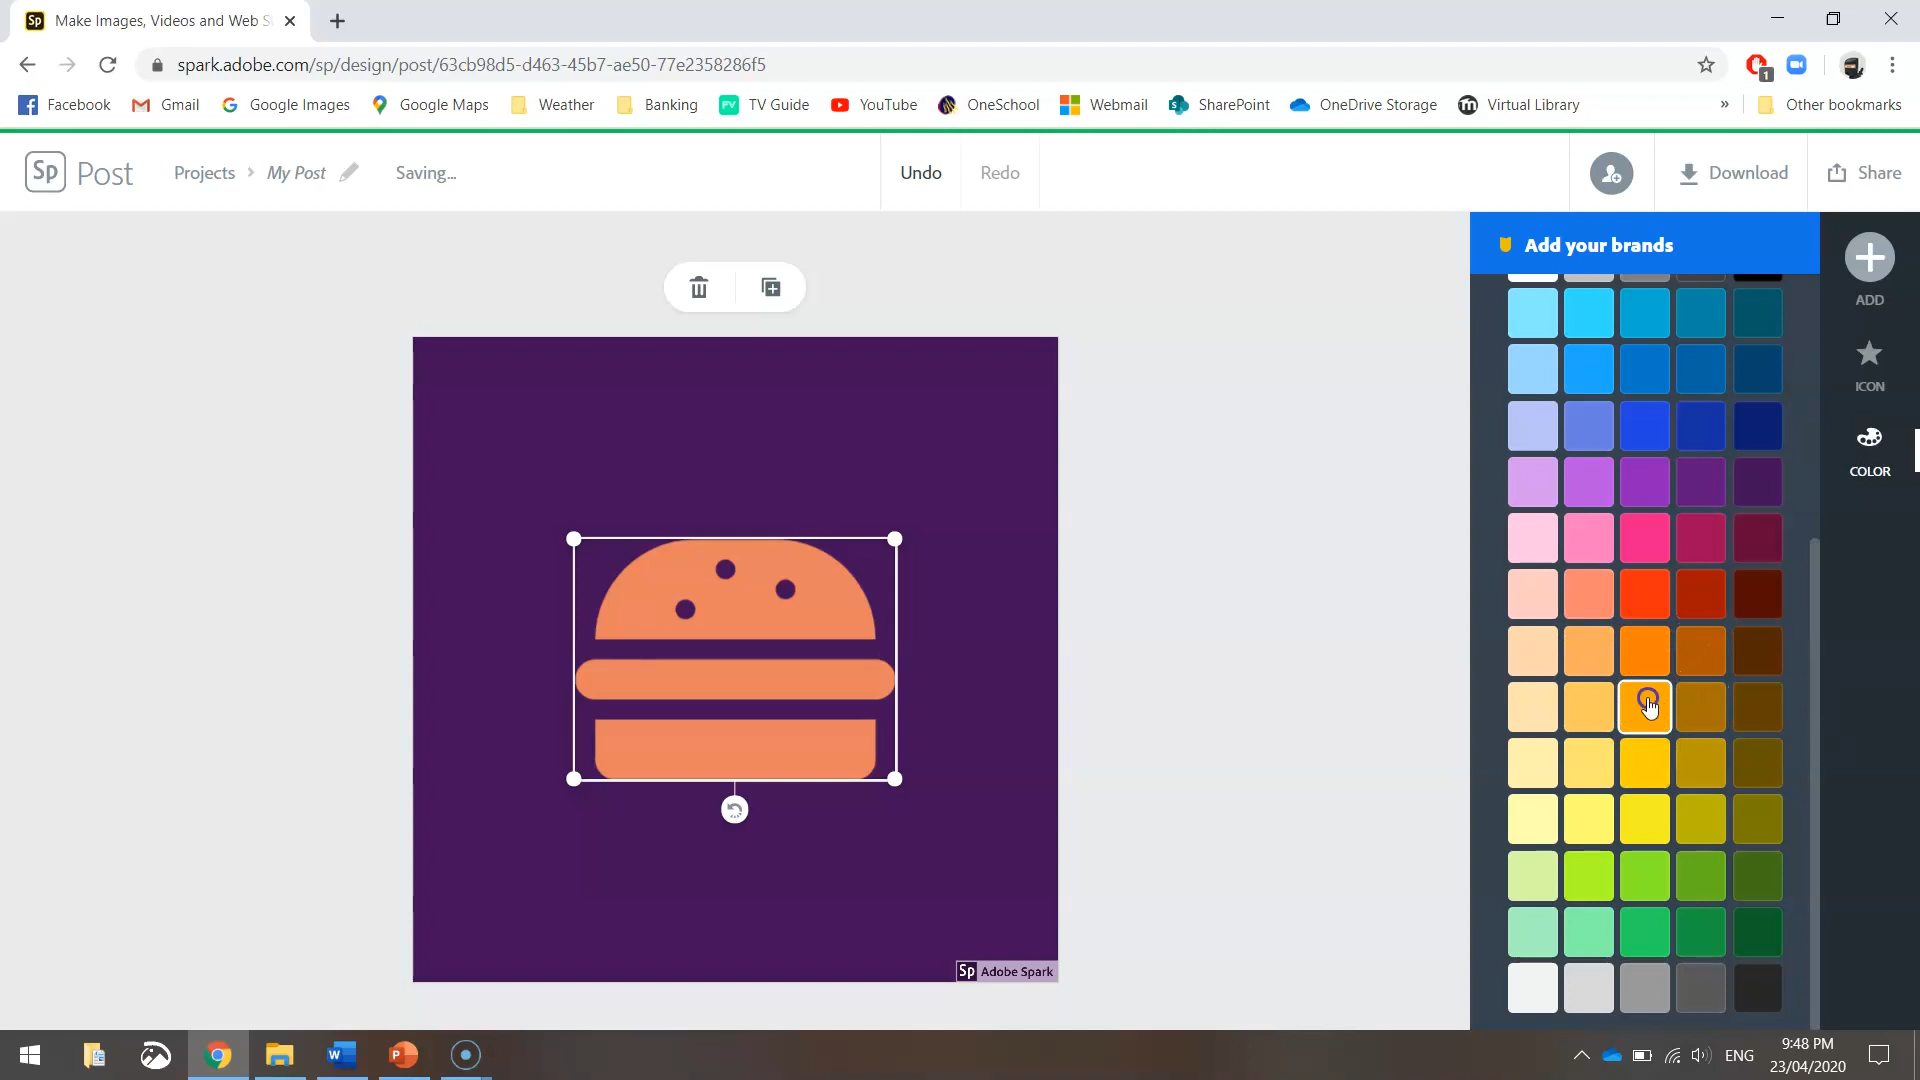 Sp Make Images, Videos and Web S
spark.adobe.com/sp/design/post/63cb98d5-d463-45b7-ae50-77e2358286f5
1
Facebook Gmail Google Images Google Maps Weather Banking TV Guide YouTube OneSchool Webmail SharePoint OneDrive Storage Virtual Library » Other bookmarks
Sp Post Projects > My Post Saving... Undo Redo Download Share
Add your brands
ADD
ICON
COLOR
Sp Adobe Spark
ENG
9:48 PM
23/04/2020